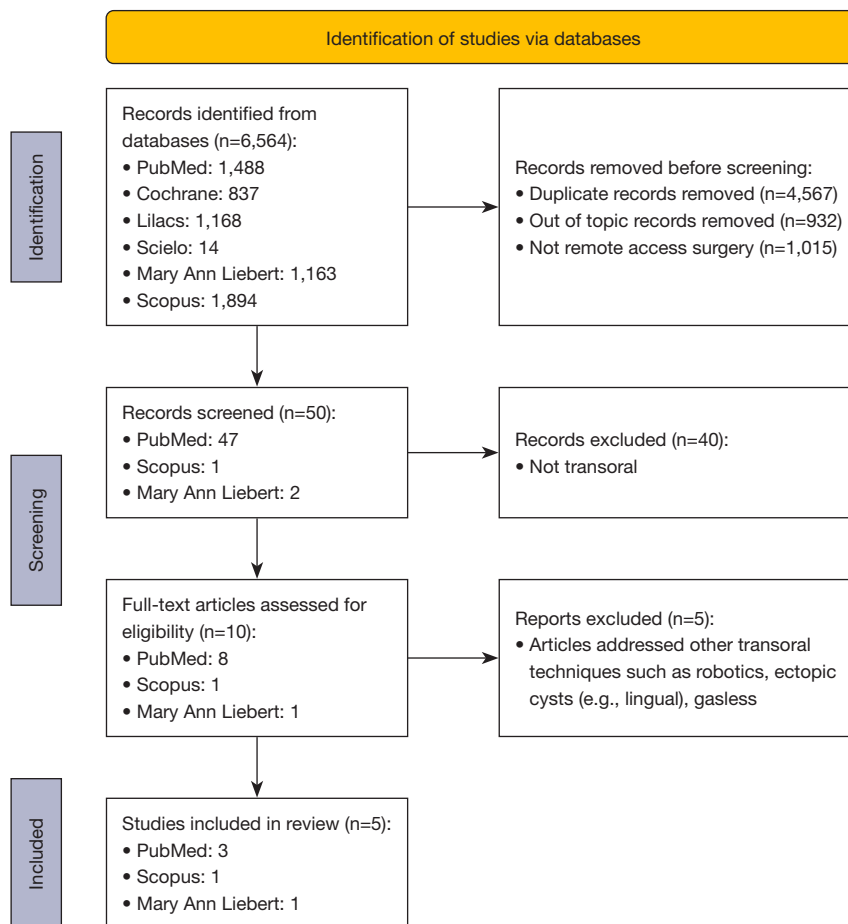 Identification of studies via databases
Identification
Records identified from
databases (n=6,564):
• PubMed: 1,488
• Cochrane: 837
• Lilacs: 1,168
• Scielo: 14
• Mary Ann Liebert: 1,163
• Scopus: 1,894
Records removed before screening:
• Duplicate records removed (n=4,567)
• Out of topic records removed (n=932)
• Not remote access surgery (n=1,015)
Screening
Records screened (n=50):
• PubMed: 47
• Scopus: 1
• Mary Ann Liebert: 2
Records excluded (n=40):
• Not transoral
Full-text articles assessed for
eligibility (n=10):
• PubMed: 8
• Scopus: 1
• Mary Ann Liebert: 1
Reports excluded (n=5):
• Articles addressed other transoral
techniques such as robotics, ectopic
cysts (e.g., lingual), gasless
Included
Studies included in review (n=5):
• PubMed: 3
• Scopus: 1
• Mary Ann Liebert: 1